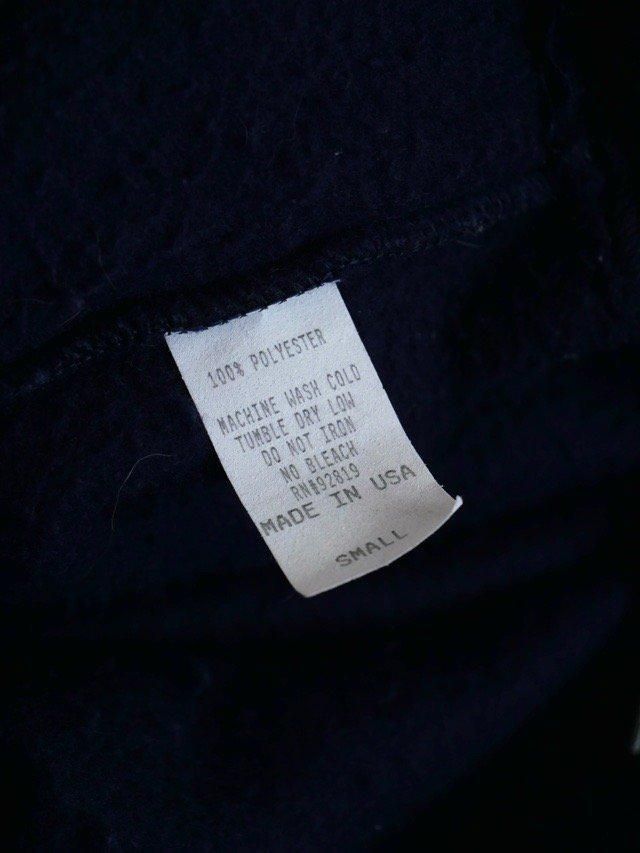 100% POLYESTER
MACHINE WASH COLD
TUMBLE DRY LOW
DO NOT IRON
NO BLEACH
RN#92819
MADE IN USA
SMALL